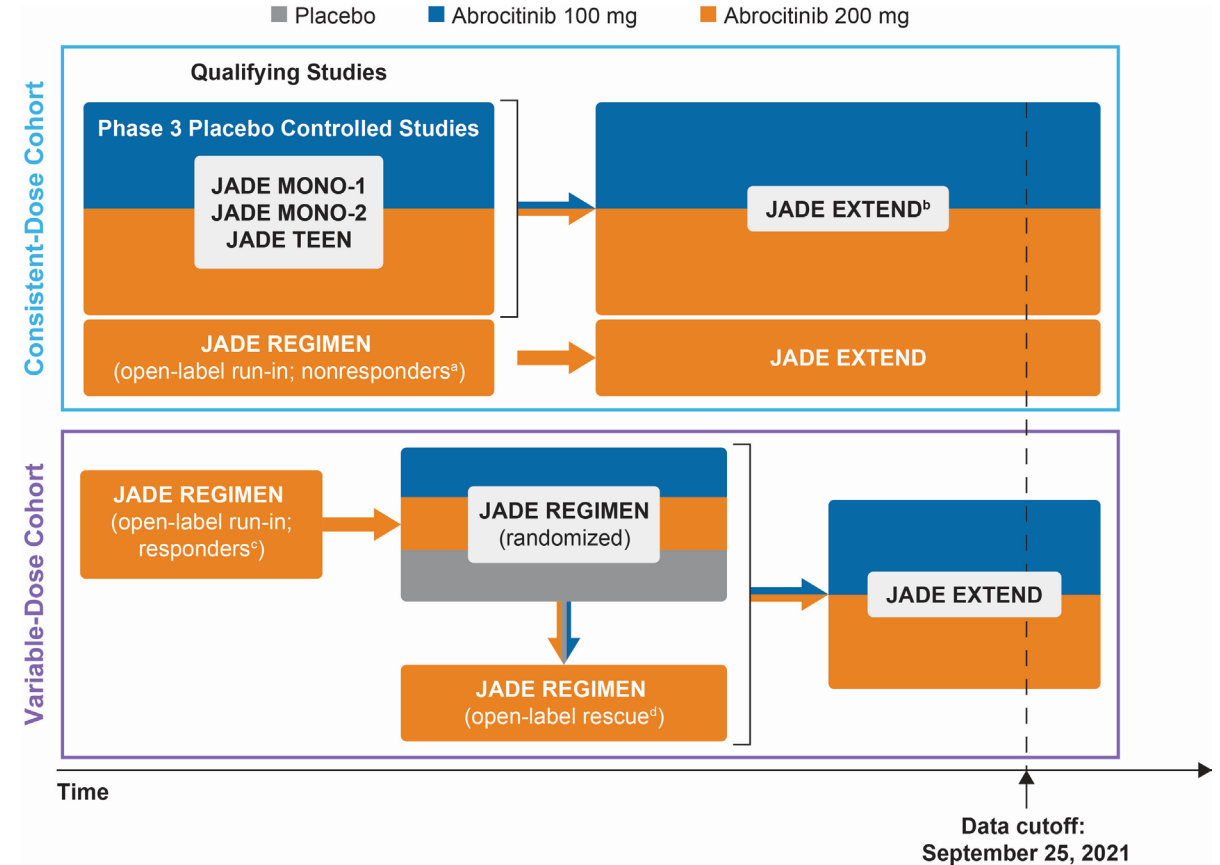 Placebo
Abrocitinib 100 mg
Abrocitinib 200 mg
Consistent-Dose Cohort
Qualifying Studies
Phase 3 Placebo Controlled Studies
JADE MONO-1
JADE MONO-2
JADE TEEN
JADE EXTENDᵇ
JADE REGIMEN
(open-label run-in; nonrespondersᵃ)
JADE EXTEND
Variable-Dose Cohort
JADE REGIMEN
(open-label run-in;
respondersᶜ)
JADE REGIMEN
(randomized)
JADE REGIMEN
(open-label rescueᵈ)
JADE EXTEND
Time
Data cutoff:
September 25, 2021